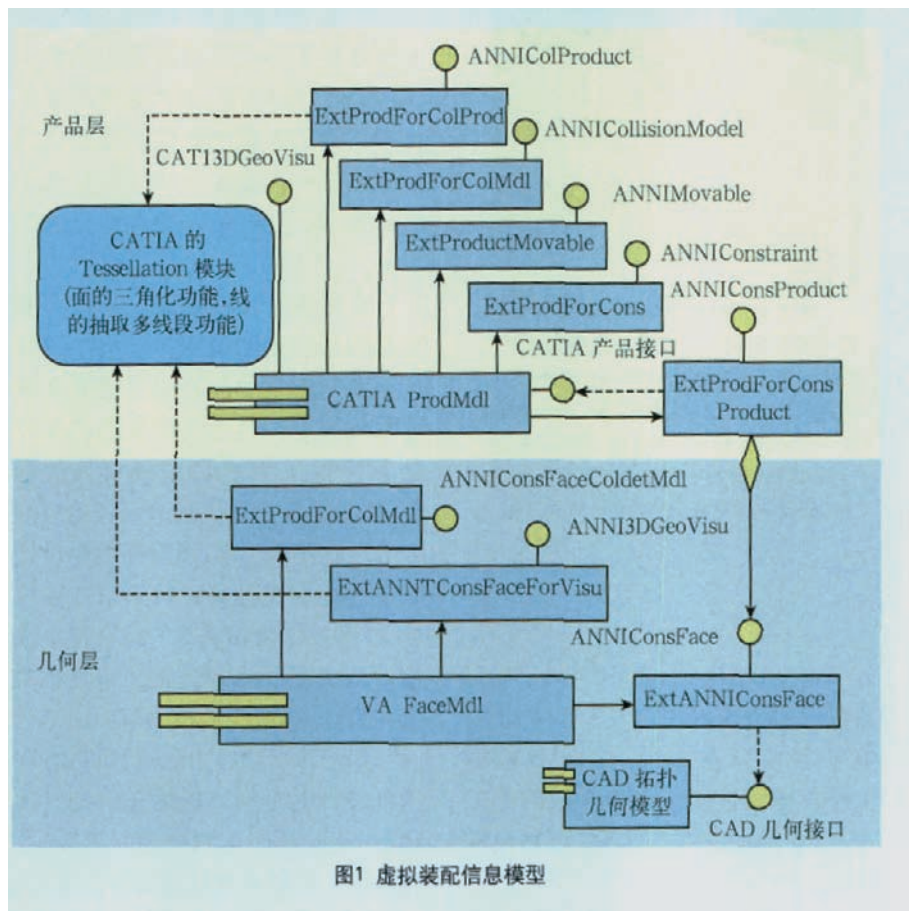 ANNIColProduct
产品层
ExtProdForColProd
ANNICollisionModel
CAT13DGeoVisu
ExtProdForColMdl
ANNIMovable
ExtProductMovable
CATIA 的
Tessellation 模块
(面的三角化功能,线
的抽取多线段功能)
ANNIConstraint
ExtProdForCons
ANNIConsProduct
CATIA 产品接口
CATIA ProdMdl
ExtProdForCons
Product
ANNIConsFaceColdetMdl
ExtProdForColMdl
ANNI3DGeoVisu
ExtANNTConsFaceForVisu
ANNIConsFace
几何层
VA FaceMdl
ExtANNIConsFace
CAD 拓扑
几何模型
CAD 几何接口
图1 虚拟装配信息模型